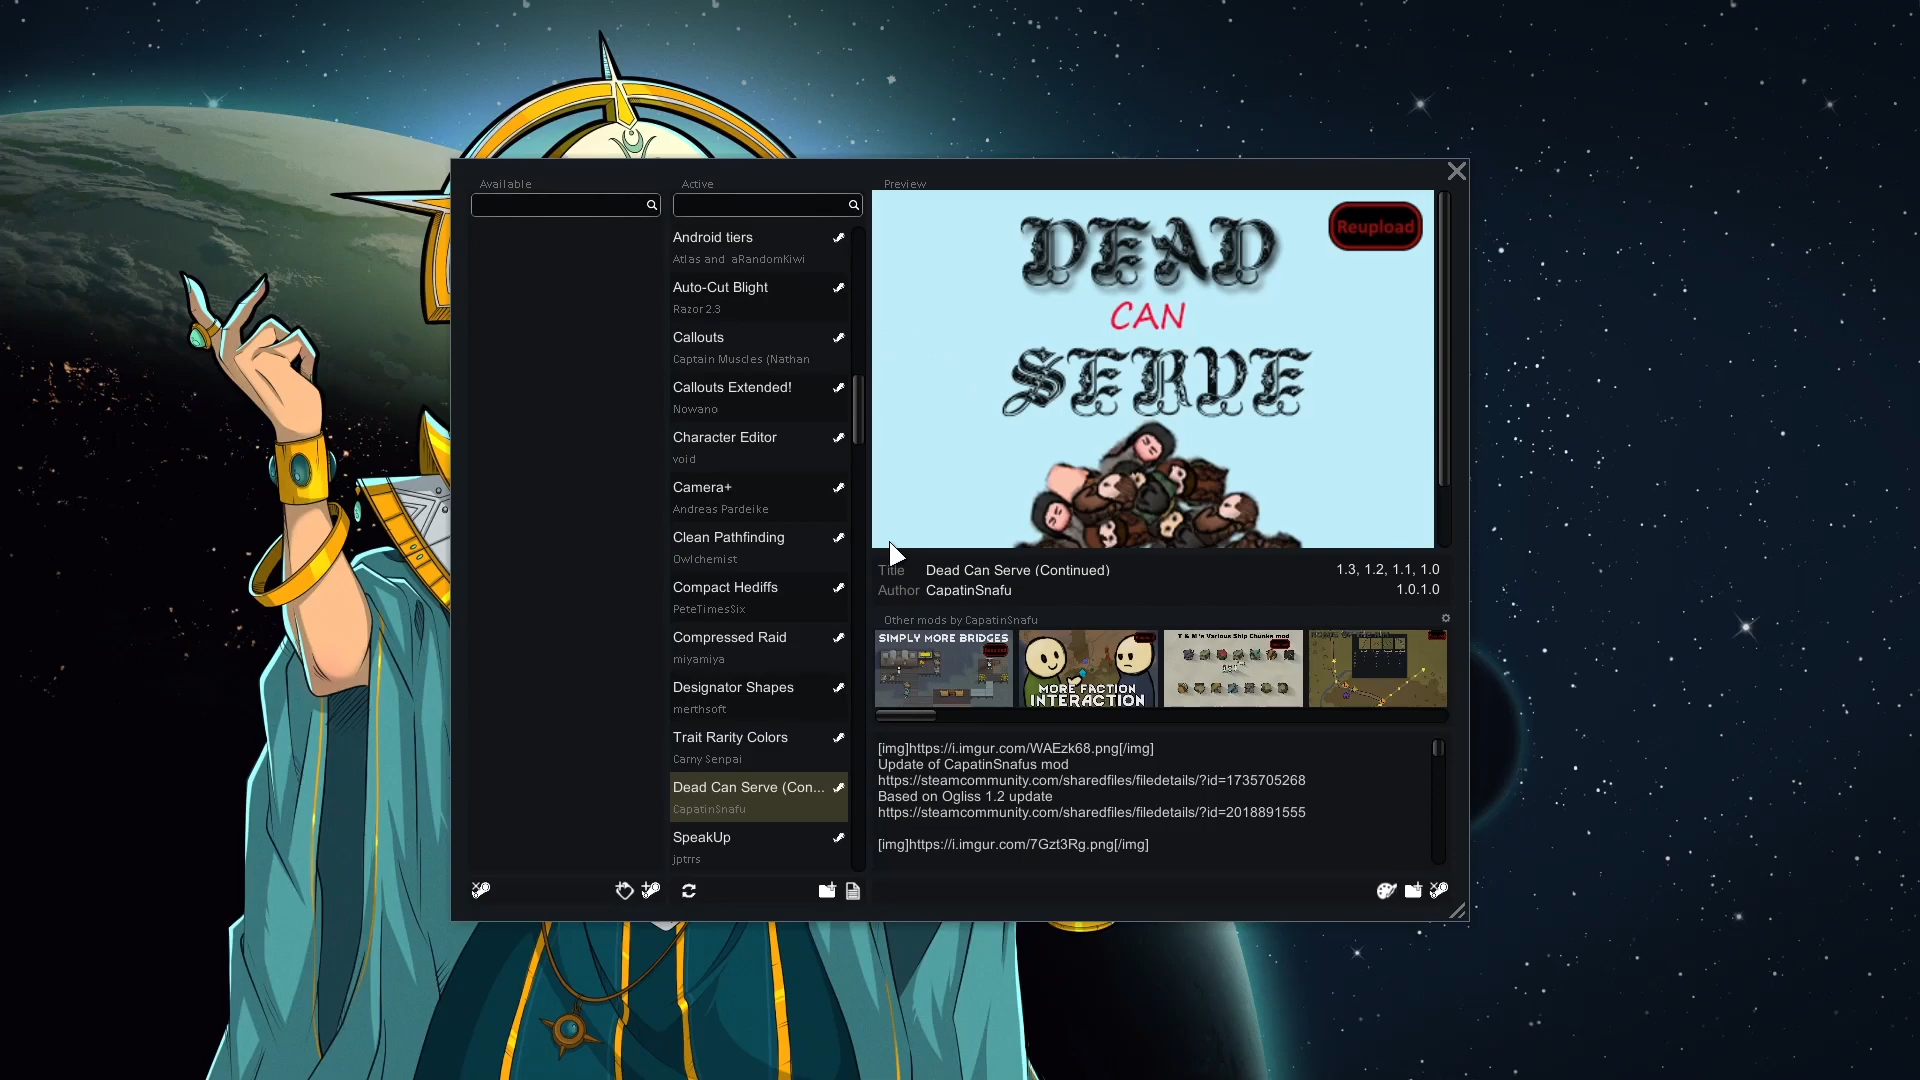 Available
Active
Preview
Android tiers
Atlas and aRandomKiwi
Auto-Cut Blight
Razor 2.3
Callouts
Captain Muscles (Nathan
Callouts Extended!
Nowano
Character Editor
void
Camera+
Andreas Pardeike
Clean Pathfinding
Owlchemist
Compact Hediffs
PeteTimesSix
Compressed Raid
miyamiya
Designator Shapes
merthsoft
Trait Rarity Colors
Carny Senpai
Dead Can Serve (Con...
CapatinSnafu
SpeakUp
jptrrs
DEAD
CAN
SERVE
Reupload
Title Dead Can Serve (Continued) 1.3, 1.2, 1.1, 1.0
Author CapatinSnafu 1.0.1.0
Other mods by CapatinSnafu
SIMPLY MORE BRIDGES
MORE FACTION
INTERACTION
T & M's Various Ship Chunks mod
[img]https://i.imgur.com/WAEzk68.png[/img]
Update of CapatinSnafus mod
https://steamcommunity.com/sharedfiles/filedetails/?id=1735705268
Based on Ogliss 1.2 update
https://steamcommunity.com/sharedfiles/filedetails/?id=2018891555
[img]https://i.imgur.com/7Gzt3Rg.png[/img]